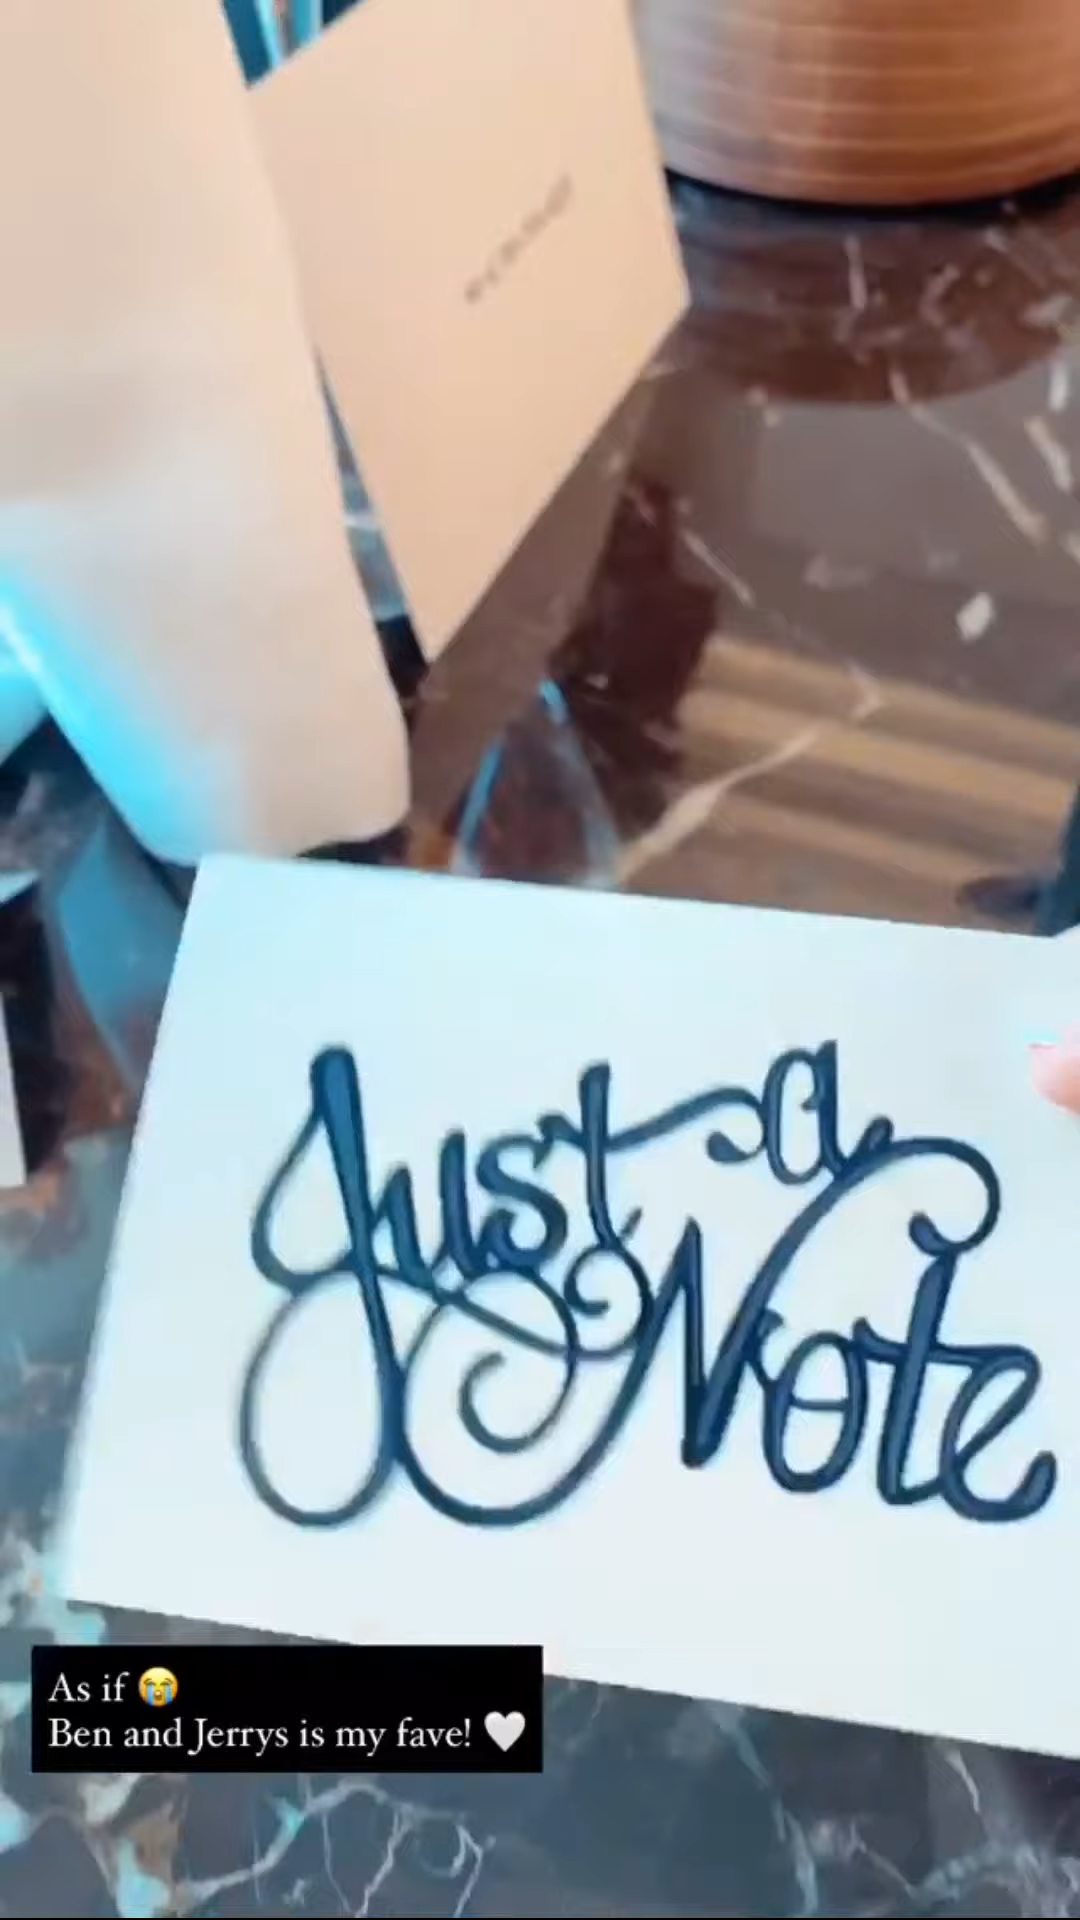 Just a
Note
As if 😭
Ben and Jerrys is my fave! 🤍